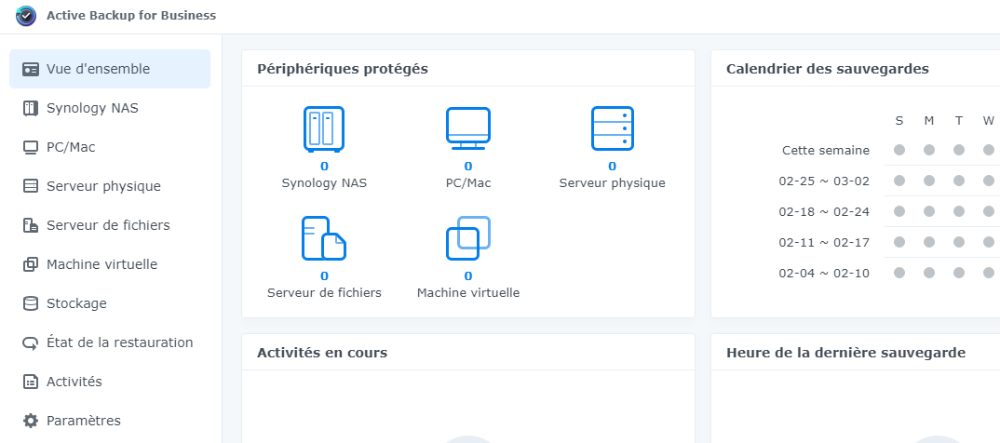 Active Backup for Business
Vue d'ensemble
Synology NAS
PC/Mac
Serveur physique
Serveur de fichiers
Machine virtuelle
Stockage
État de la restauration
Activités
Paramètres
Périphériques protégés
0
Synology NAS
0
PC/Mac
0
Serveur physique
0
Serveur de fichiers
0
Machine virtuelle
Calendrier des sauvegardes
S M T W
Cette semaine
02-25 ~ 03-02
02-18 ~ 02-24
02-11 ~ 02-17
02-04 ~ 02-10
Activités en cours
Heure de la dernière sauvegarde